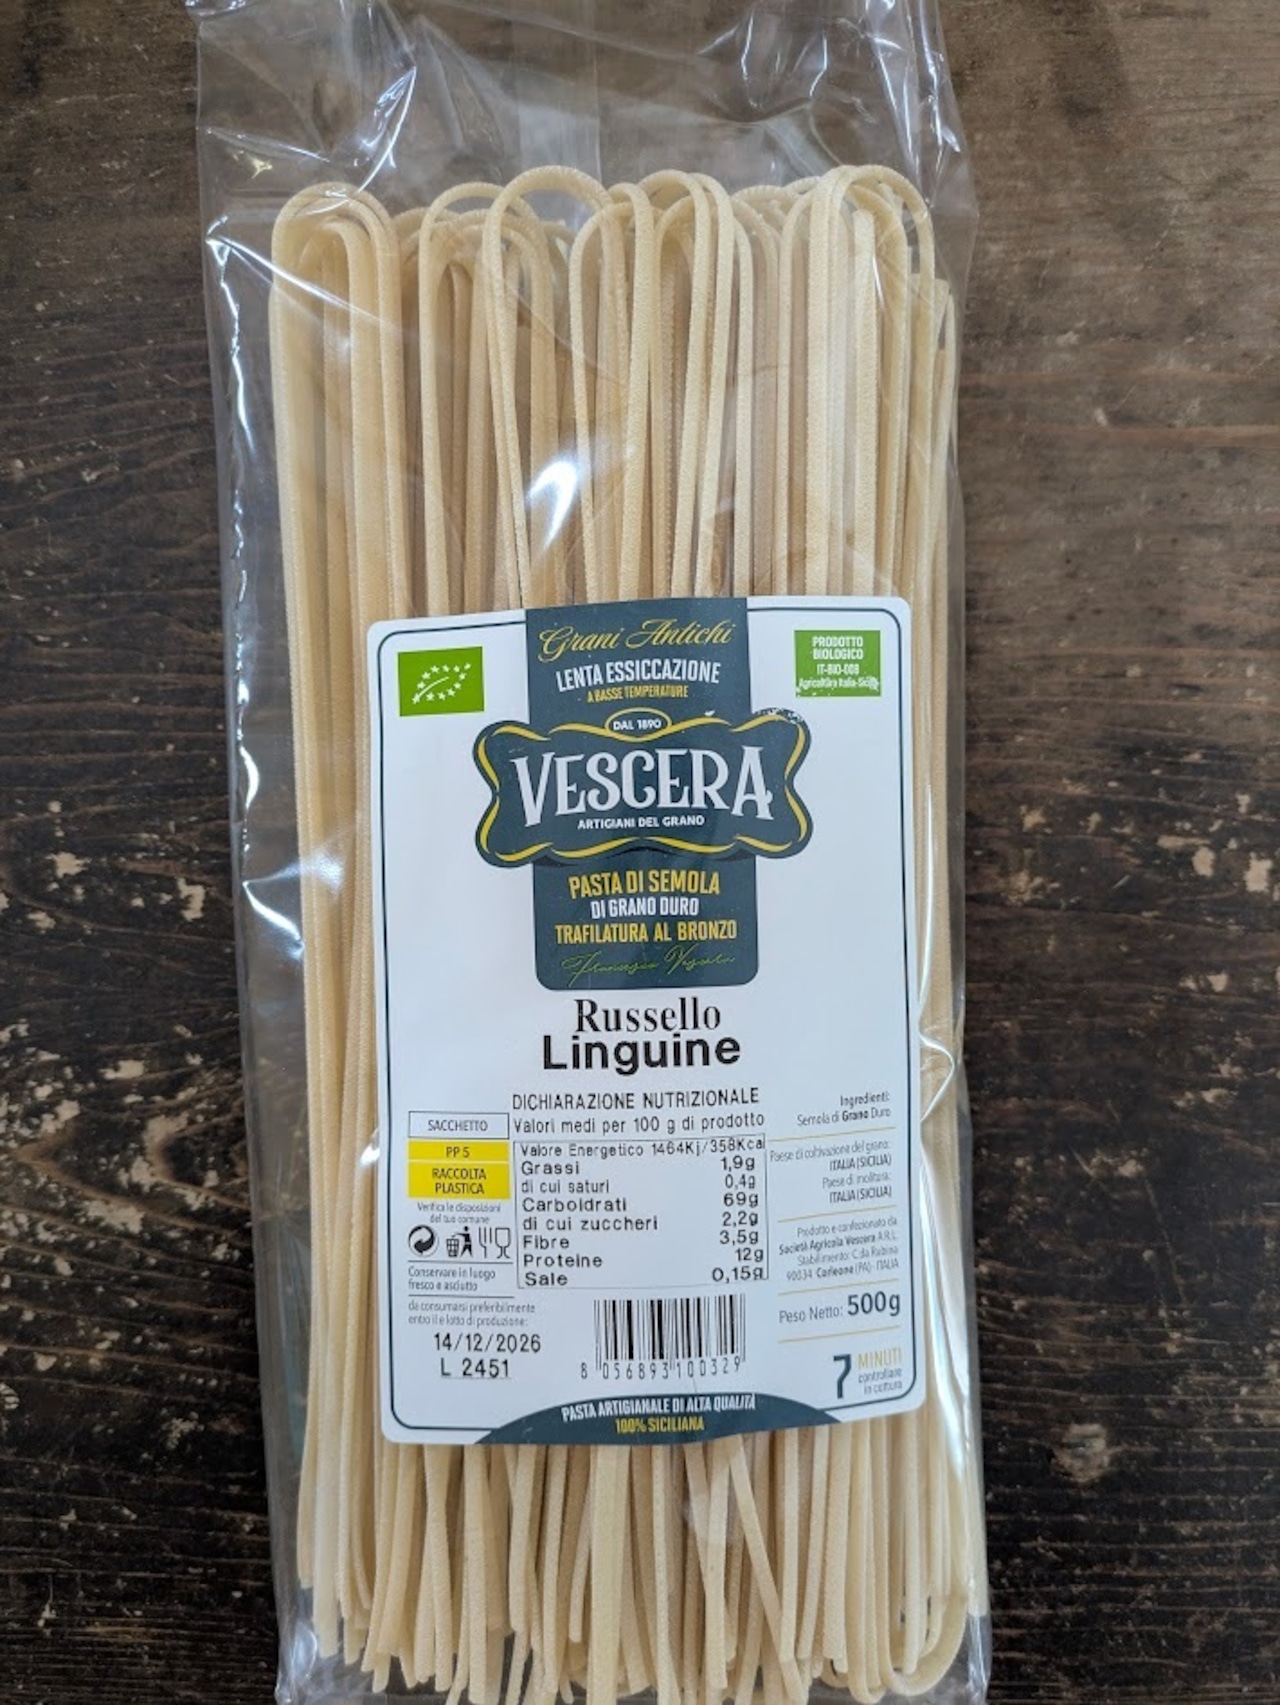 Grani Antichi
LENTA ESSICCAZIONE
A BASSE TEMPERATURE
PRODOTTO
BIOLOGICO
IT-BIO-008
Agricoltura Italia-Sicilia
DAL 1890
VESCERA
ARTIGIANI DEL GRANO
PASTA DI SEMOLA
DI GRANO DURO
TRAFILATURA AL BRONZO
Russello
Linguine
DICHIARAZIONE NUTRIZIONALE
Valori medi per 100 g di prodotto
Valore Energetico 1464Kj/358Kcal
Grassi 1,9g
di cui saturi 0,4g
Carboidrati 69g
di cui zuccheri 2,2g
Fibre 3,5g
Proteine 12g
Sale 0,15g
SACCHETTO
PP 5
RACCOLTA
PLASTICA
Verifica le disposizioni
del tuo comune
Conservare in luogo
fresco e asciutto
da consumarsi preferibilmente
entro il e lotto di produzione:
14/12/2026
L 2451
8 056893 100329
Ingredienti:
Semola di Grano Duro
Paese di coltivazione del grano:
ITALIA (SICILIA)
Paese di molitura:
ITALIA (SICILIA)
Prodotto e confezionato da
Società Agricola Vescera A R.L.
Stabilimento: C.da Rubina
90034 Corleone (PA)- ITALIA
Peso Netto: 500g
7 MINUTI
controllare
in cottura
PASTA ARTIGIANALE DI ALTA QUALITÀ
100% SICILIANA